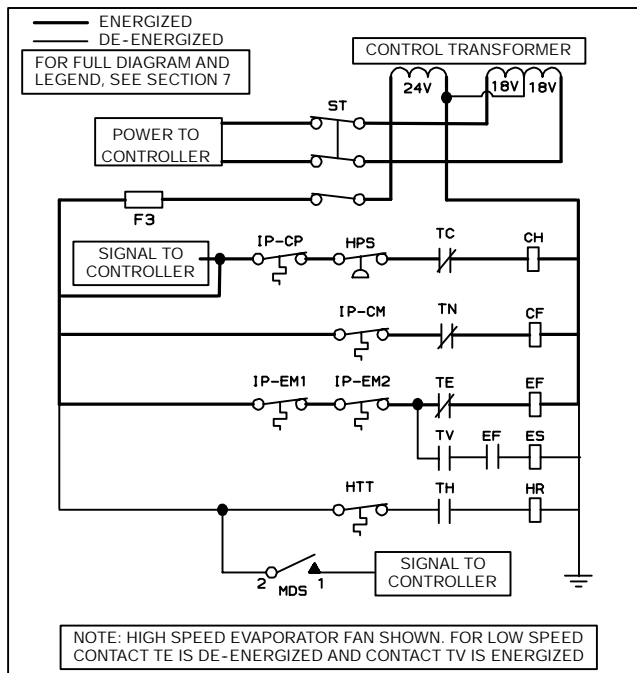 ENERGIZED
DE-ENERGIZED
FOR FULL DIAGRAM AND
LEGEND, SEE SECTION 7
CONTROL TRANSFORMER
24V
18V
18V
ST
POWER TO
CONTROLLER
F3
SIGNAL TO
CONTROLLER
IP-CP
HPS
TC
CH
IP-CM
TN
CF
IP-EM1
IP-EM2
TE
EF
TV
EF
ES
HTT
TH
HR
2
MDS
1
SIGNAL TO
CONTROLLER
NOTE: HIGH SPEED EVAPORATOR FAN SHOWN. FOR LOW SPEED
CONTACT TE IS DE-ENERGIZED AND CONTACT TV IS ENERGIZED